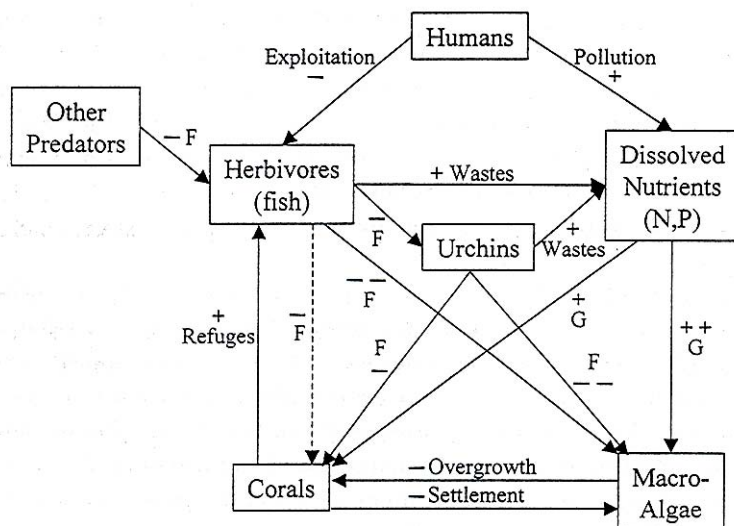 Humans
Exploitation
−
Pollution
+
Other
Predators
− F
Herbivores
(fish)
Dissolved
Nutrients
(N,P)
+ Wastes
−
F
Urchins
+
Wastes
− −
F
+
G
+
Refuges
−
F
F
−
F
− −
+ +
G
Corals
− Overgrowth
− Settlement
Macro-
Algae